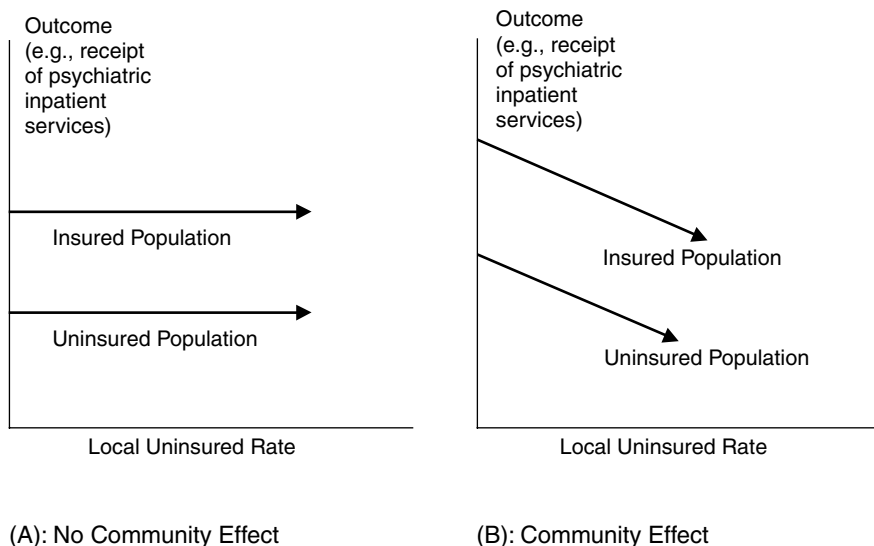 Outcome
(e.g., receipt
of psychiatric
inpatient
services)
Insured Population
Uninsured Population
Local Uninsured Rate
(A): No Community Effect
Outcome
(e.g., receipt
of psychiatric
inpatient
services)
Insured Population
Uninsured Population
Local Uninsured Rate
(B): Community Effect